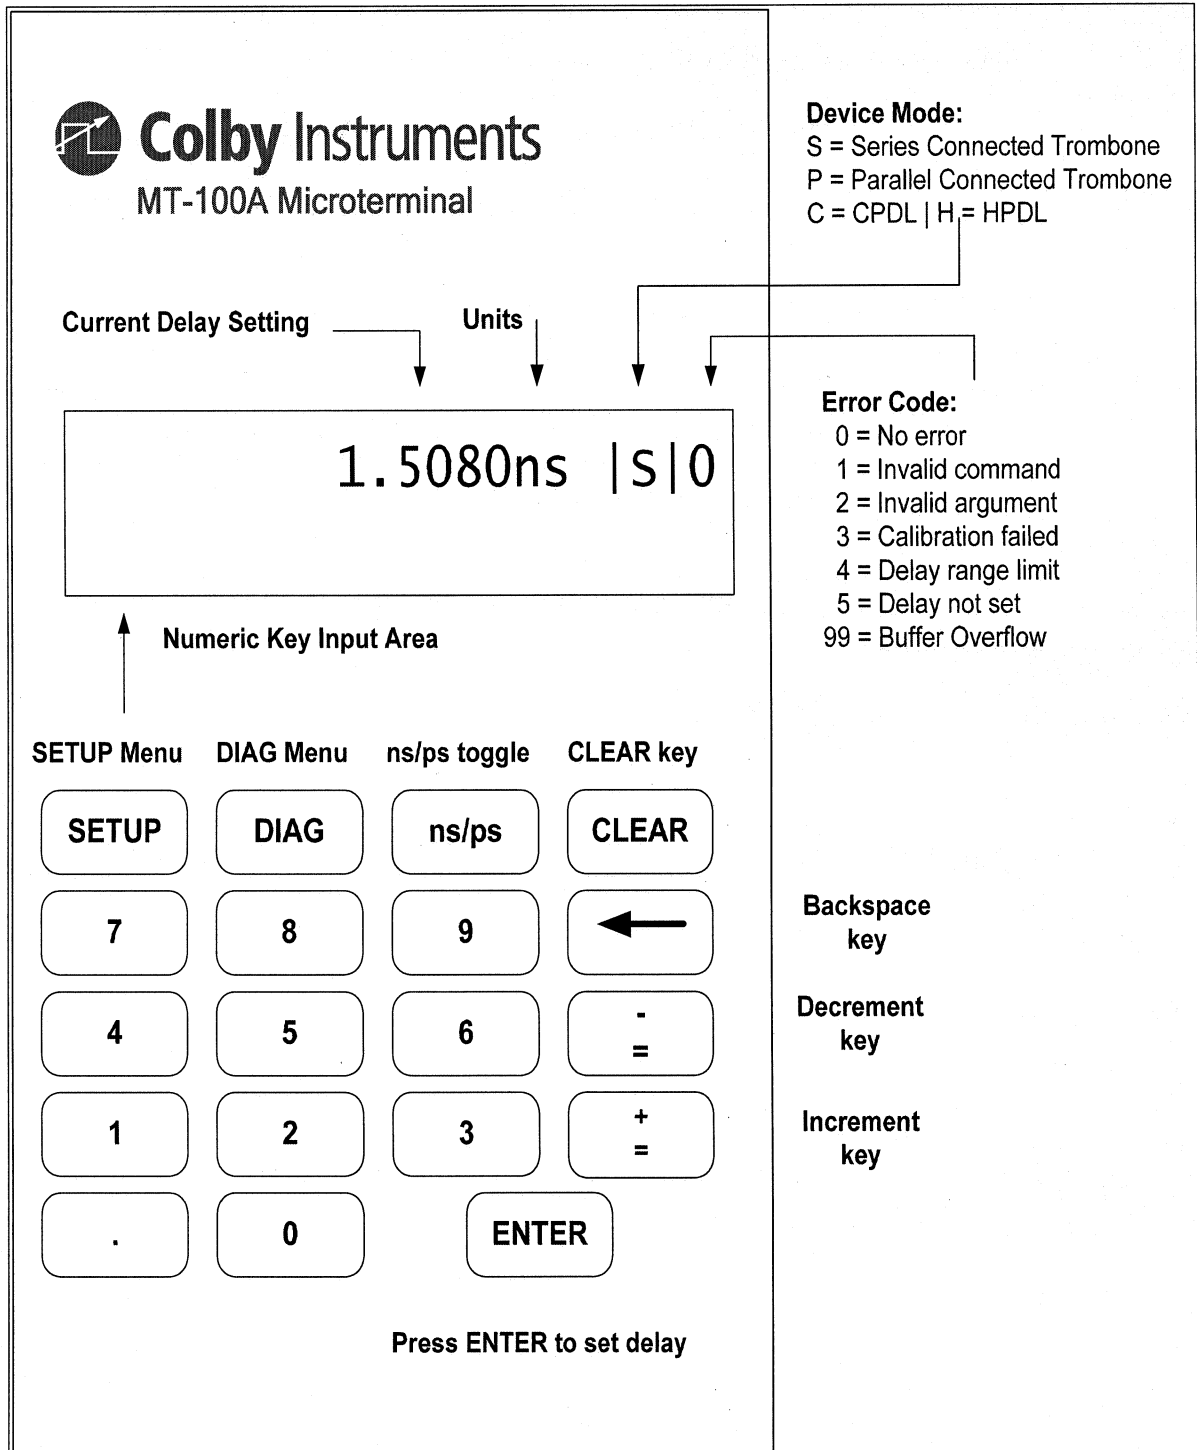 Colby Instruments
MT-100A Microterminal
Device Mode:
S = Series Connected Trombone
P = Parallel Connected Trombone
C = CPDL | H = HPDL
Current Delay Setting
Units
1.5080ns |S|0
Error Code:
0 = No error
1 = Invalid command
2 = Invalid argument
3 = Calibration failed
4 = Delay range limit
5 = Delay not set
99 = Buffer Overflow
Numeric Key Input Area
SETUP Menu DIAG Menu ns/ps toggle CLEAR key
SETUP DIAG ns/ps CLEAR
7 8 9
Backspace
key
4 5 6 - =
Decrement
key
1 2 3 + =
Increment
key
. 0 ENTER
Press ENTER to set delay